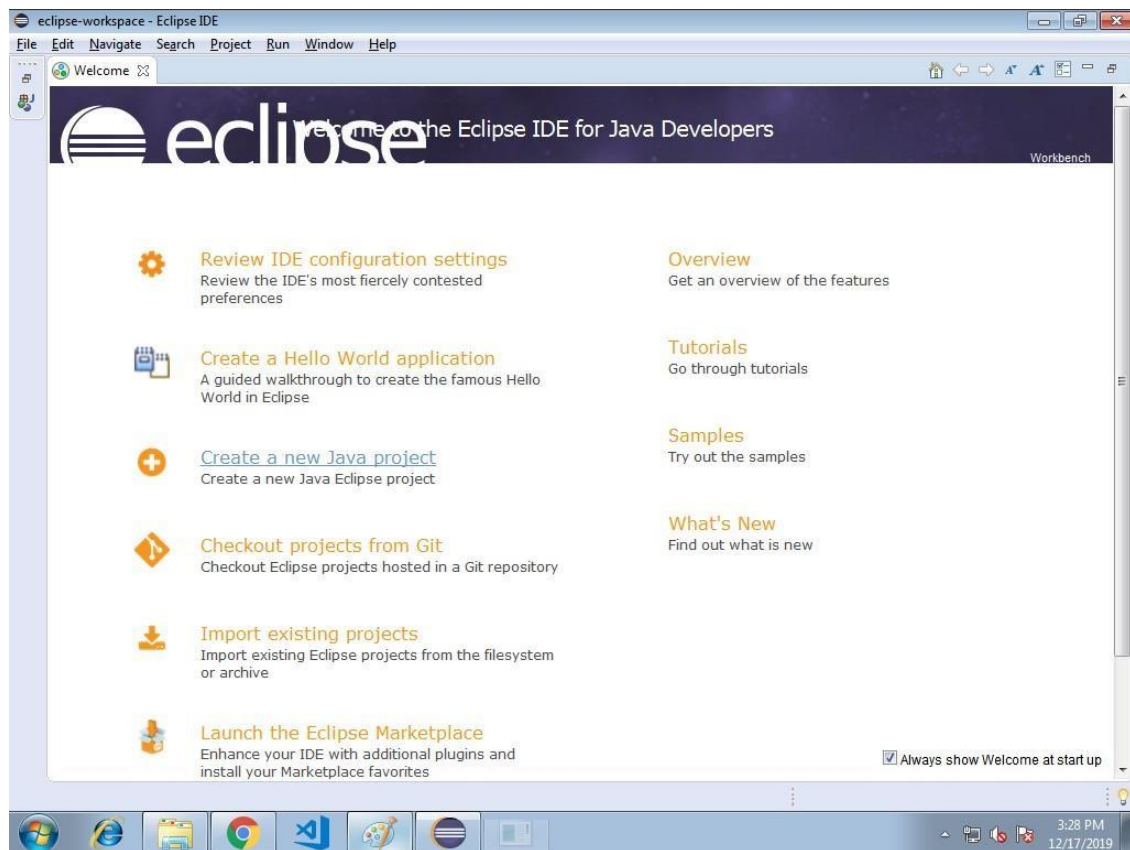 eclipse-workspace - Eclipse IDE
File Edit Navigate Search Project Run Window Help
Welcome
eclipse
Welcome to the Eclipse IDE for Java Developers
Workbench
Review IDE configuration settings
Review the IDE's most fiercely contested
preferences
Create a Hello World application
A guided walkthrough to create the famous Hello
World in Eclipse
Create a new Java project
Create a new Java Eclipse project
Checkout projects from Git
Checkout Eclipse projects hosted in a Git repository
Import existing projects
Import existing Eclipse projects from the filesystem
or archive
Launch the Eclipse Marketplace
Enhance your IDE with additional plugins and
install your Marketplace favorites
Overview
Get an overview of the features
Tutorials
Go through tutorials
Samples
Try out the samples
What's New
Find out what is new
Always show Welcome at start up
3:28 PM
12/17/2019